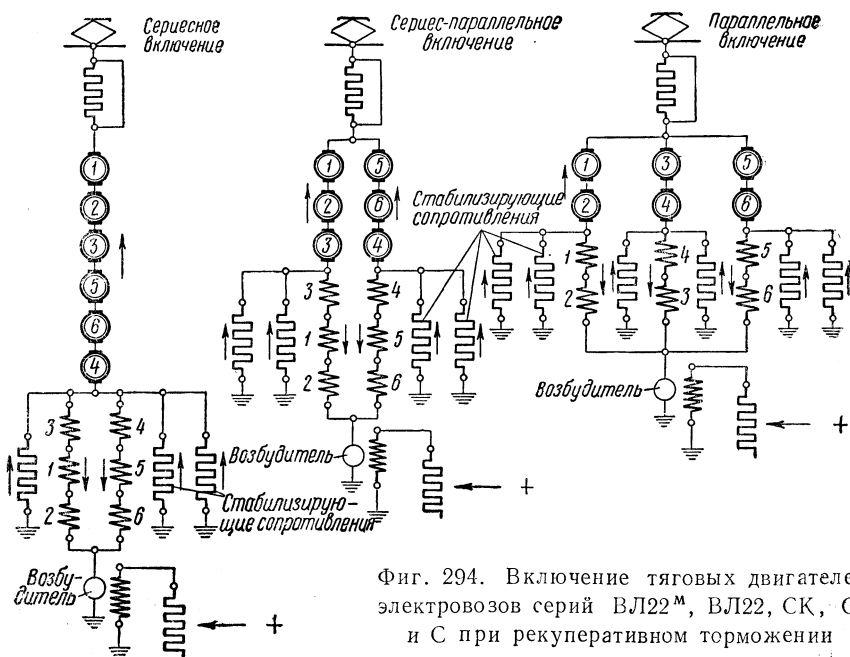 Сериесное
включение
Сериес-параллельное
включение
Параллельное
включение
1
2
3
5
6
4
3
1
2
4
5
6
Стабилизирую-
щие сопротивления
Возбу-
дитель
+
1
2
3
5
6
4
3
1
2
4
5
6
Стабилизирующие
сопротивления
Возбудитель
+
1
2
3
4
5
6
1
2
4
3
5
6
Возбудитель
+
Фиг. 294. Включение тяговых
электровозов серий ВЛ22м, ВЛ22, СК,
и С при рекуперативном торможении